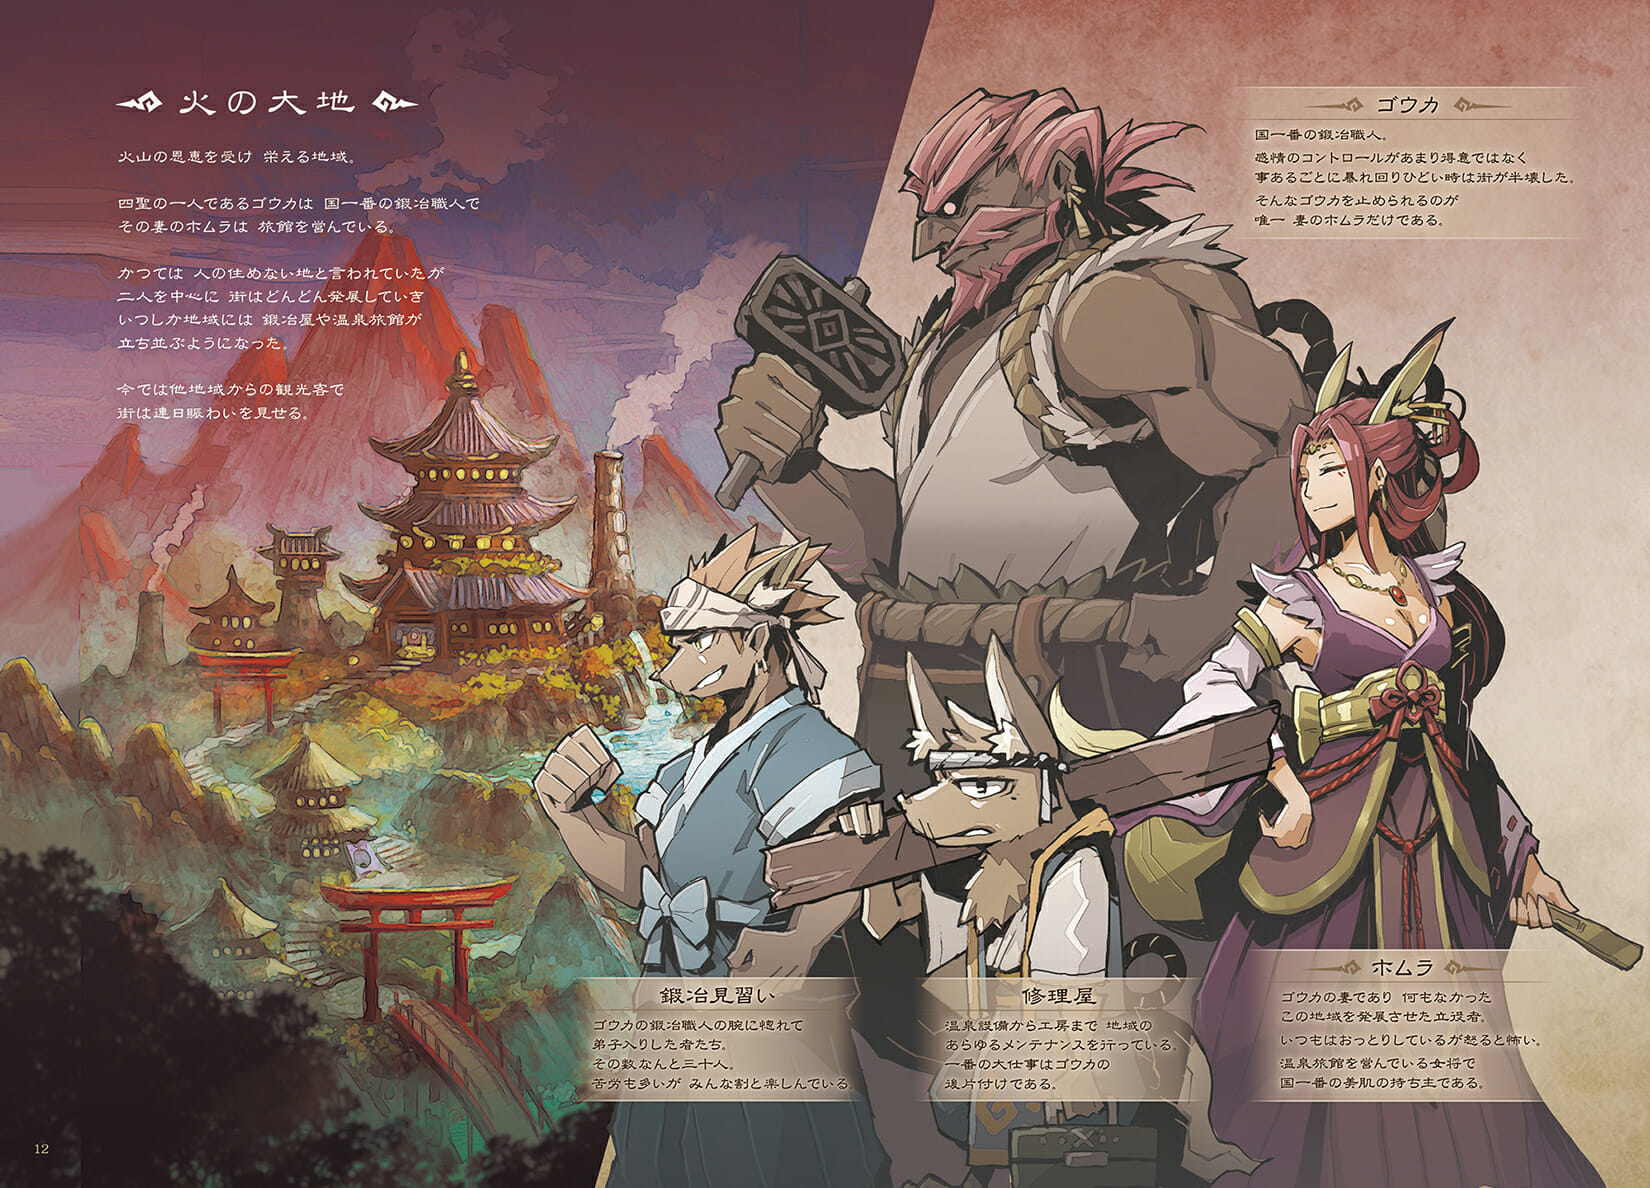 火の大地
火山の恩恵を受け 栄える地域。
四聖の一人であるゴウカは 国一番の鍛冶職人で
その妻のホムラは 旅館を営んでいる。
かつては 人の住めない地と言われていたが
二人を中心に 街はどんどん発展していき
いつしか地域には 鍛冶屋や温泉旅館が
立ち並ぶようになった。
今では他地域からの観光客で
街は連日賑わいを見せる。
ゴウカ
国一番の鍛冶職人。
感情のコントロールがあまり得意ではなく
事あるごとに暴れ回りひどい時は街が半壊した。
そんなゴウカを止められるのが
唯一 妻のホムラだけである。
鍛冶見習い
ゴウカの鍛冶職人の腕に惚れて
弟子入りした者たち。
その数なんと三十人。
苦労も多いが みんな割と楽しんでいる。
修理屋
温泉設備から工房まで 地域の
あらゆるメンテナンスを行っている。
一番の大仕事はゴウカの
後片付けである。
ホムラ
ゴウカの妻であり 何もなかった
この地域を発展させた立役者。
いつもはおっとりしているが怒ると怖い。
温泉旅館を営んでいる女将で
国一番の美肌の持ち主である。
12